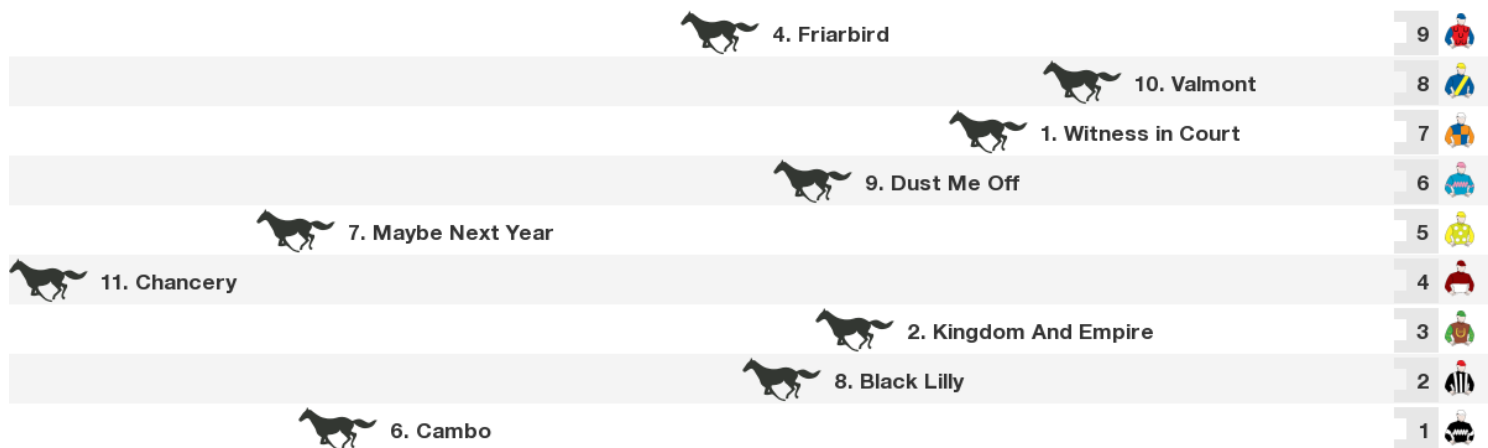 4. Friarbird 9
10. Valmont 8
1. Witness in Court 7
9. Dust Me Off 6
7. Maybe Next Year 5
11. Chancery 4
2. Kingdom And Empire 3
8. Black Lilly 2
6. Cambo 1